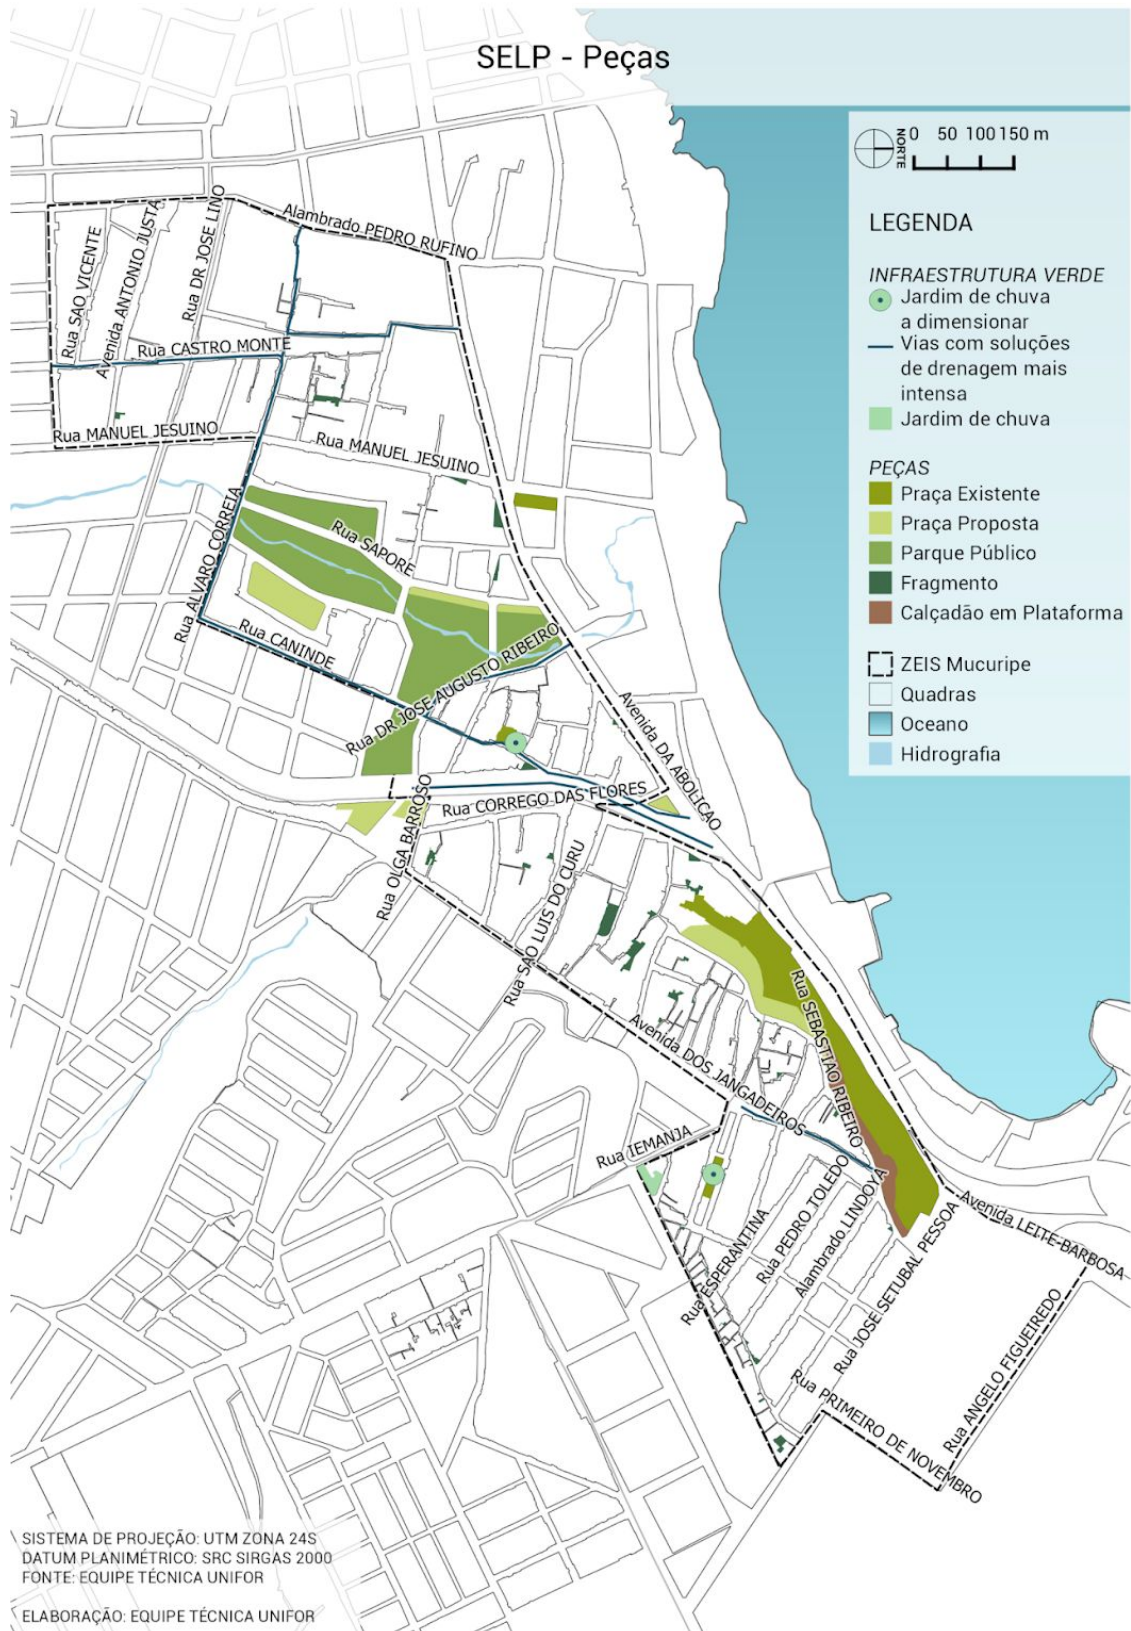 SELP - Peças
NORTE
0 50 100 150 m
LEGENDA
INFRAESTRUTURA VERDE
Jardim de chuva
a dimensionar
Vias com soluções
de drenagem mais
intensa
Jardim de chuva
PEÇAS
Praça Existente
Praça Proposta
Parque Público
Fragmento
Calçadão em Plataforma
ZEIS Mucuripe
Quadras
Oceano
Hidrografia
Alambrado PEDRO RUFINO
Rua SAO VICENTE
Avenida ANTONIO JUSTA
Rua DR JOSE LINO
Rua CASTRO MONTE
Rua MANUEL JESUINO
Rua MANUEL JESUINO
Rua ALVARO CORREIA
Rua SAPORE
Rua CANINDE
Rua DR JOSE AUGUSTO RIBEIRO
Avenida DA ABOLIÇAO
Rua CORREGO DAS FLORES
Rua OLGA BARROSO
Rua SAO LUIS DO CURU
Rua SEBASTIAO RIBEIRO
Avenida DOS JANGADEIROS
Rua IEMANJA
Rua ESPERANTINA
Rua PEDRO TOLEDO
Alambrado LINDOYA
Rua JOSE SETUBAL PESSOA
Avenida LEITE BARBOSA
Rua ANGELO FIGUEIREDO
Rua PRIMEIRO DE NOVEMBRO
SISTEMA DE PROJEÇÃO: UTM ZONA 24S
DATUM PLANIMÉTRICO: SRC SIRGAS 2000
FONTE: EQUIPE TÉCNICA UNIFOR
ELABORAÇÃO: EQUIPE TÉCNICA UNIFOR